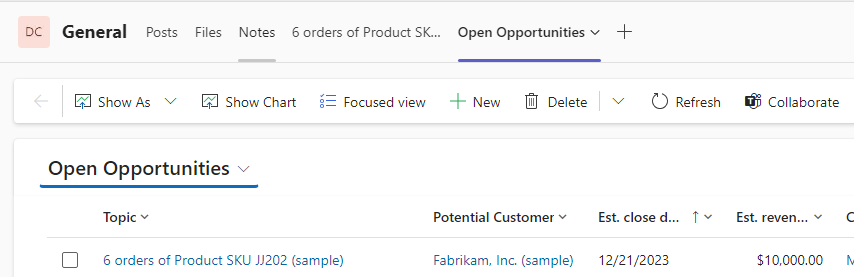 DC General Posts Files Notes 6 orders of Product SK... Open Opportunities
Show As Show Chart Focused view New Delete Refresh Collaborate
Open Opportunities
Topic Potential Customer Est. close d... Est. reven... C
6 orders of Product SKU JJ202 (sample) Fabrikam, Inc. (sample) 12/21/2023 $10,000.00 M